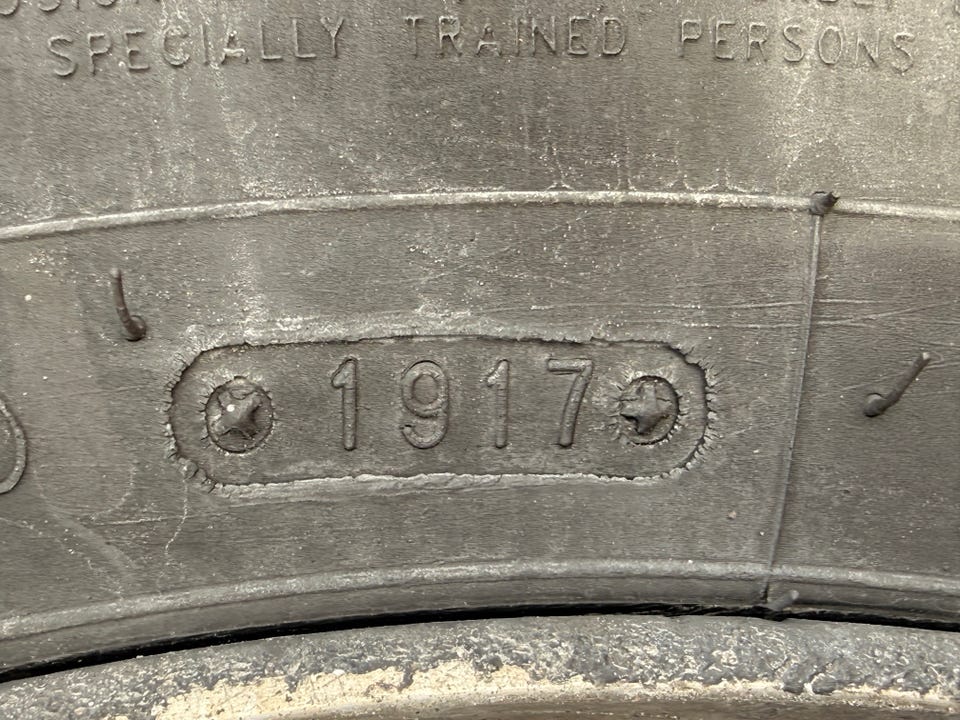 SPECIALLY TRAINED PERSONS
1917